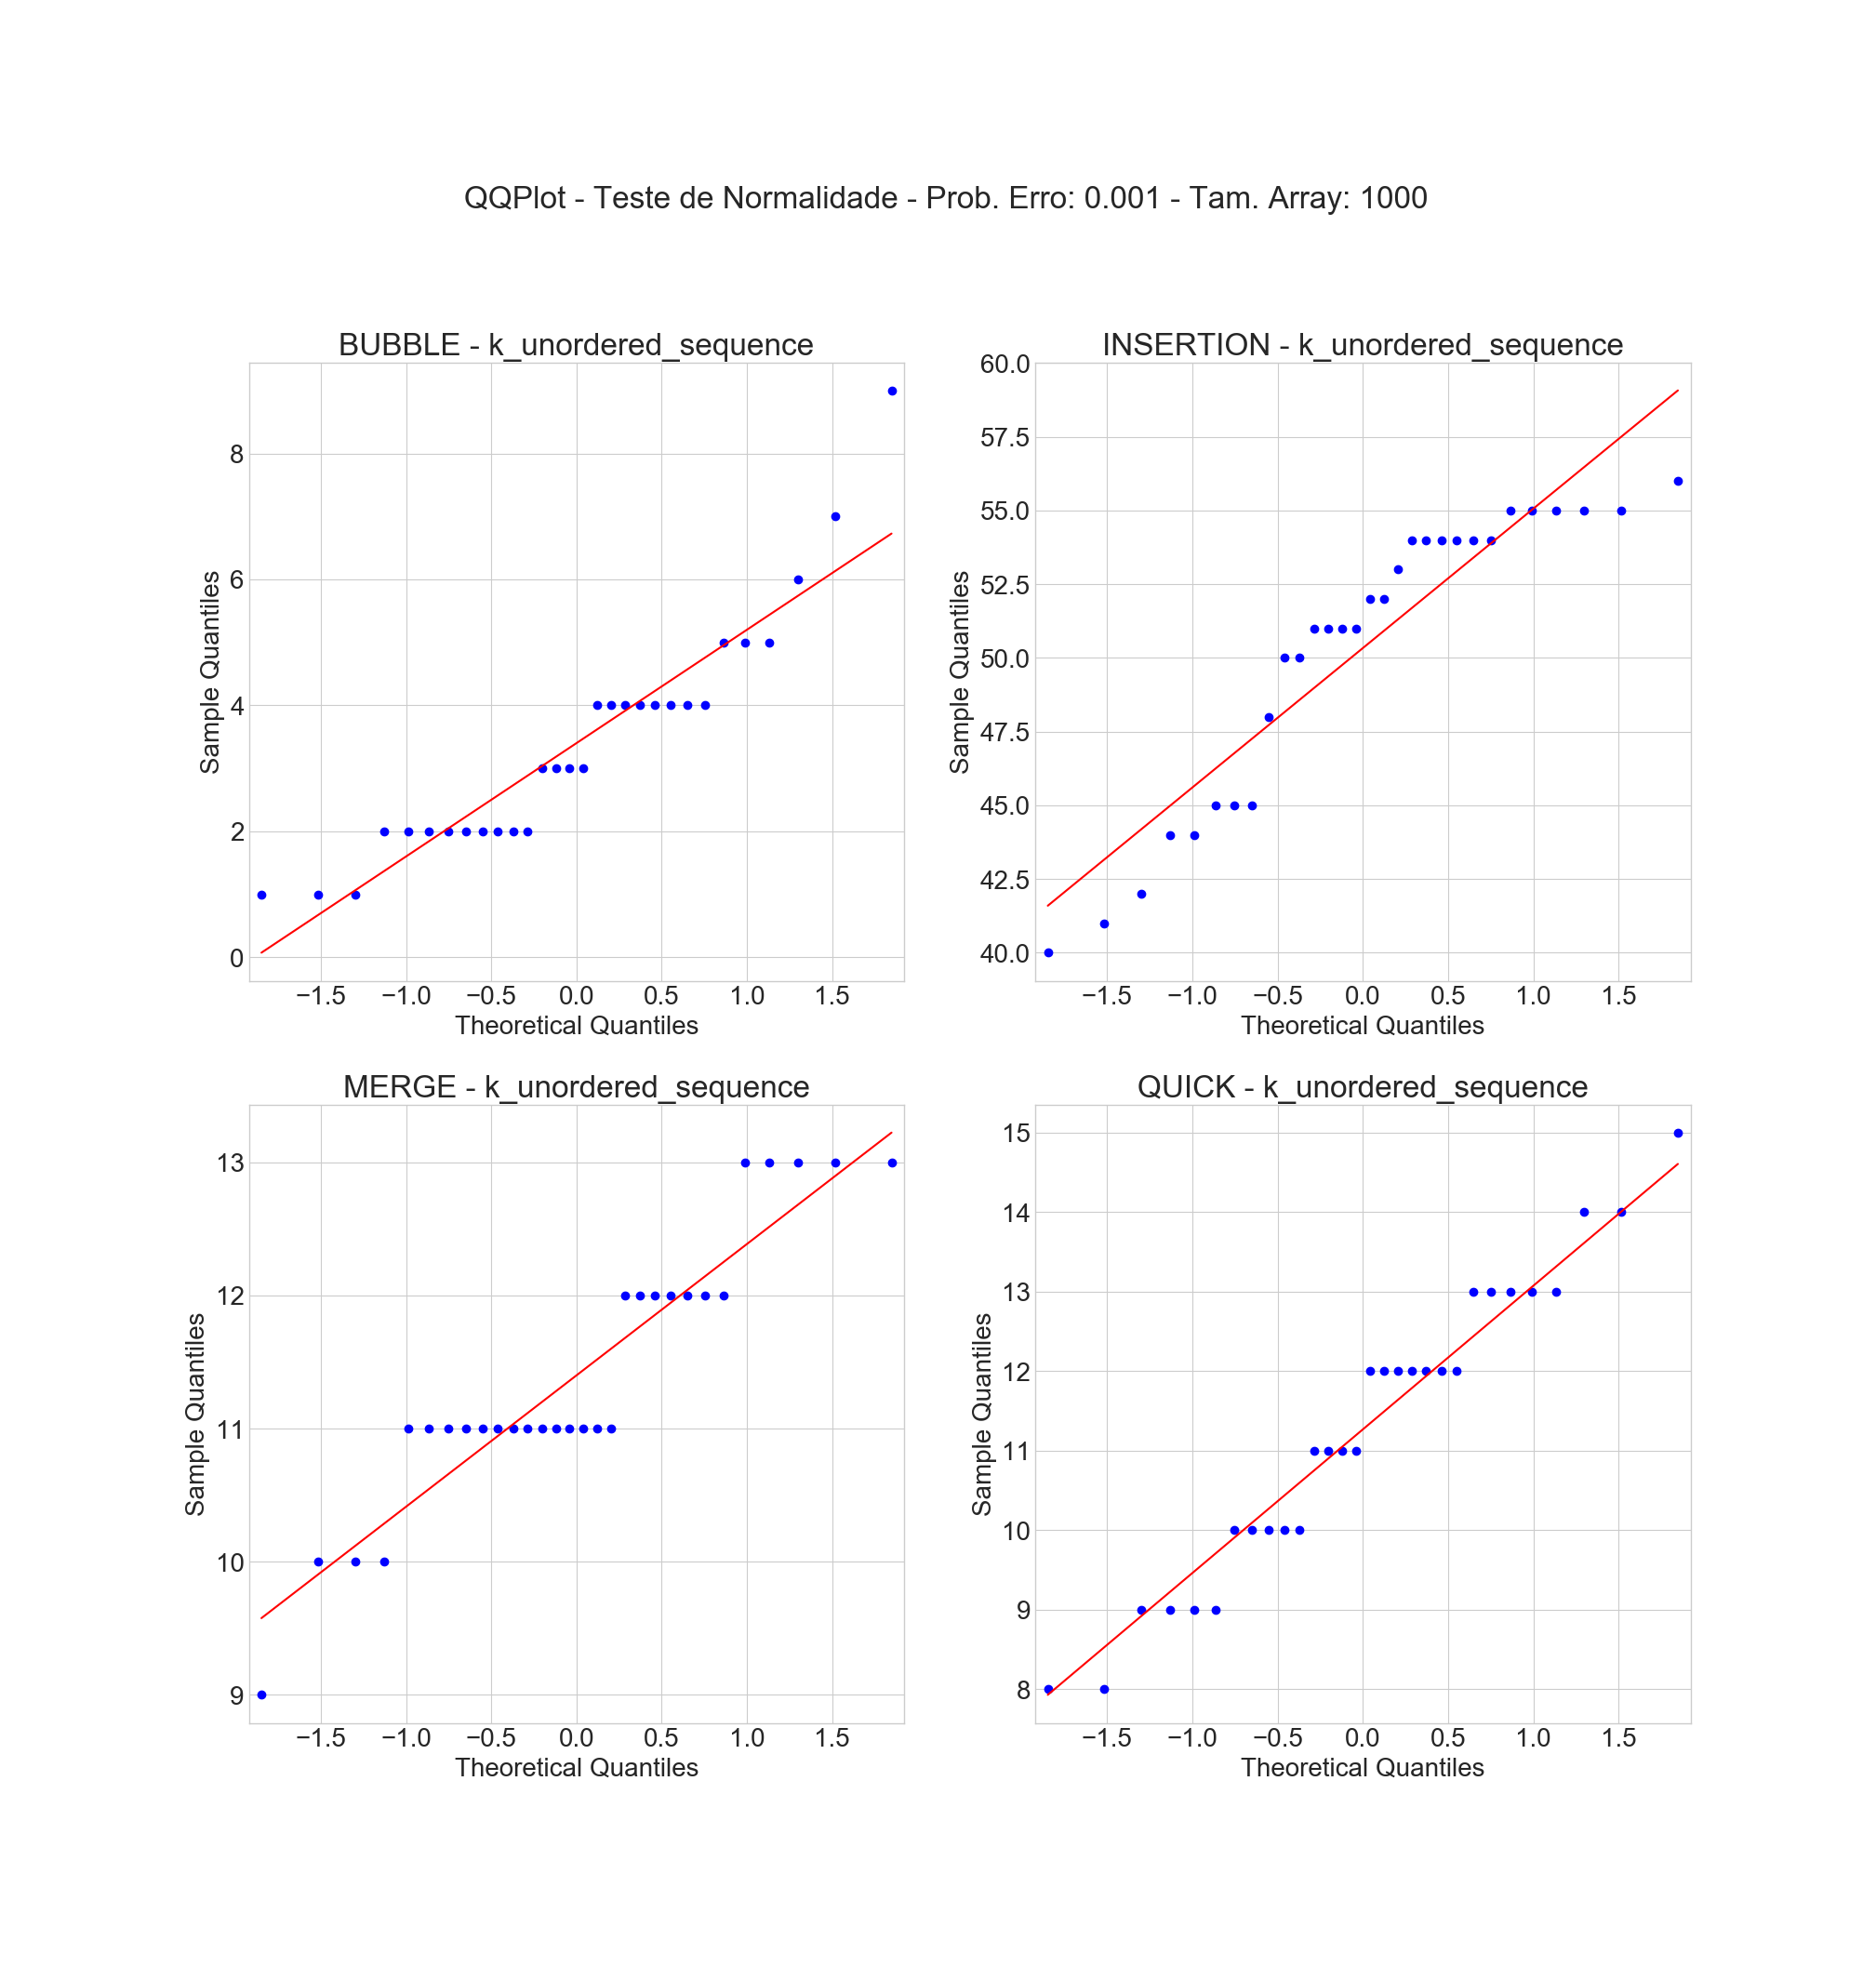 QQPlot - Teste de Normalidade - Prob. Erro: 0.001 - Tam. Array: 1000
BUBBLE - k_unordered_sequence
8
6
4
2
0
Sample Quantiles
−1.5 −1.0 −0.5 0.0 0.5 1.0 1.5
Theoretical Quantiles
INSERTION - k_unordered_sequence
60.0
57.5
55.0
52.5
50.0
47.5
45.0
42.5
40.0
Sample Quantiles
−1.5 −1.0 −0.5 0.0 0.5 1.0 1.5
Theoretical Quantiles
MERGE - k_unordered_sequence
13
12
11
10
9
Sample Quantiles
−1.5 −1.0 −0.5 0.0 0.5 1.0 1.5
Theoretical Quantiles
QUICK - k_unordered_sequence
15
14
13
12
11
10
9
8
Sample Quantiles
−1.5 −1.0 −0.5 0.0 0.5 1.0 1.5
Theoretical Quantiles